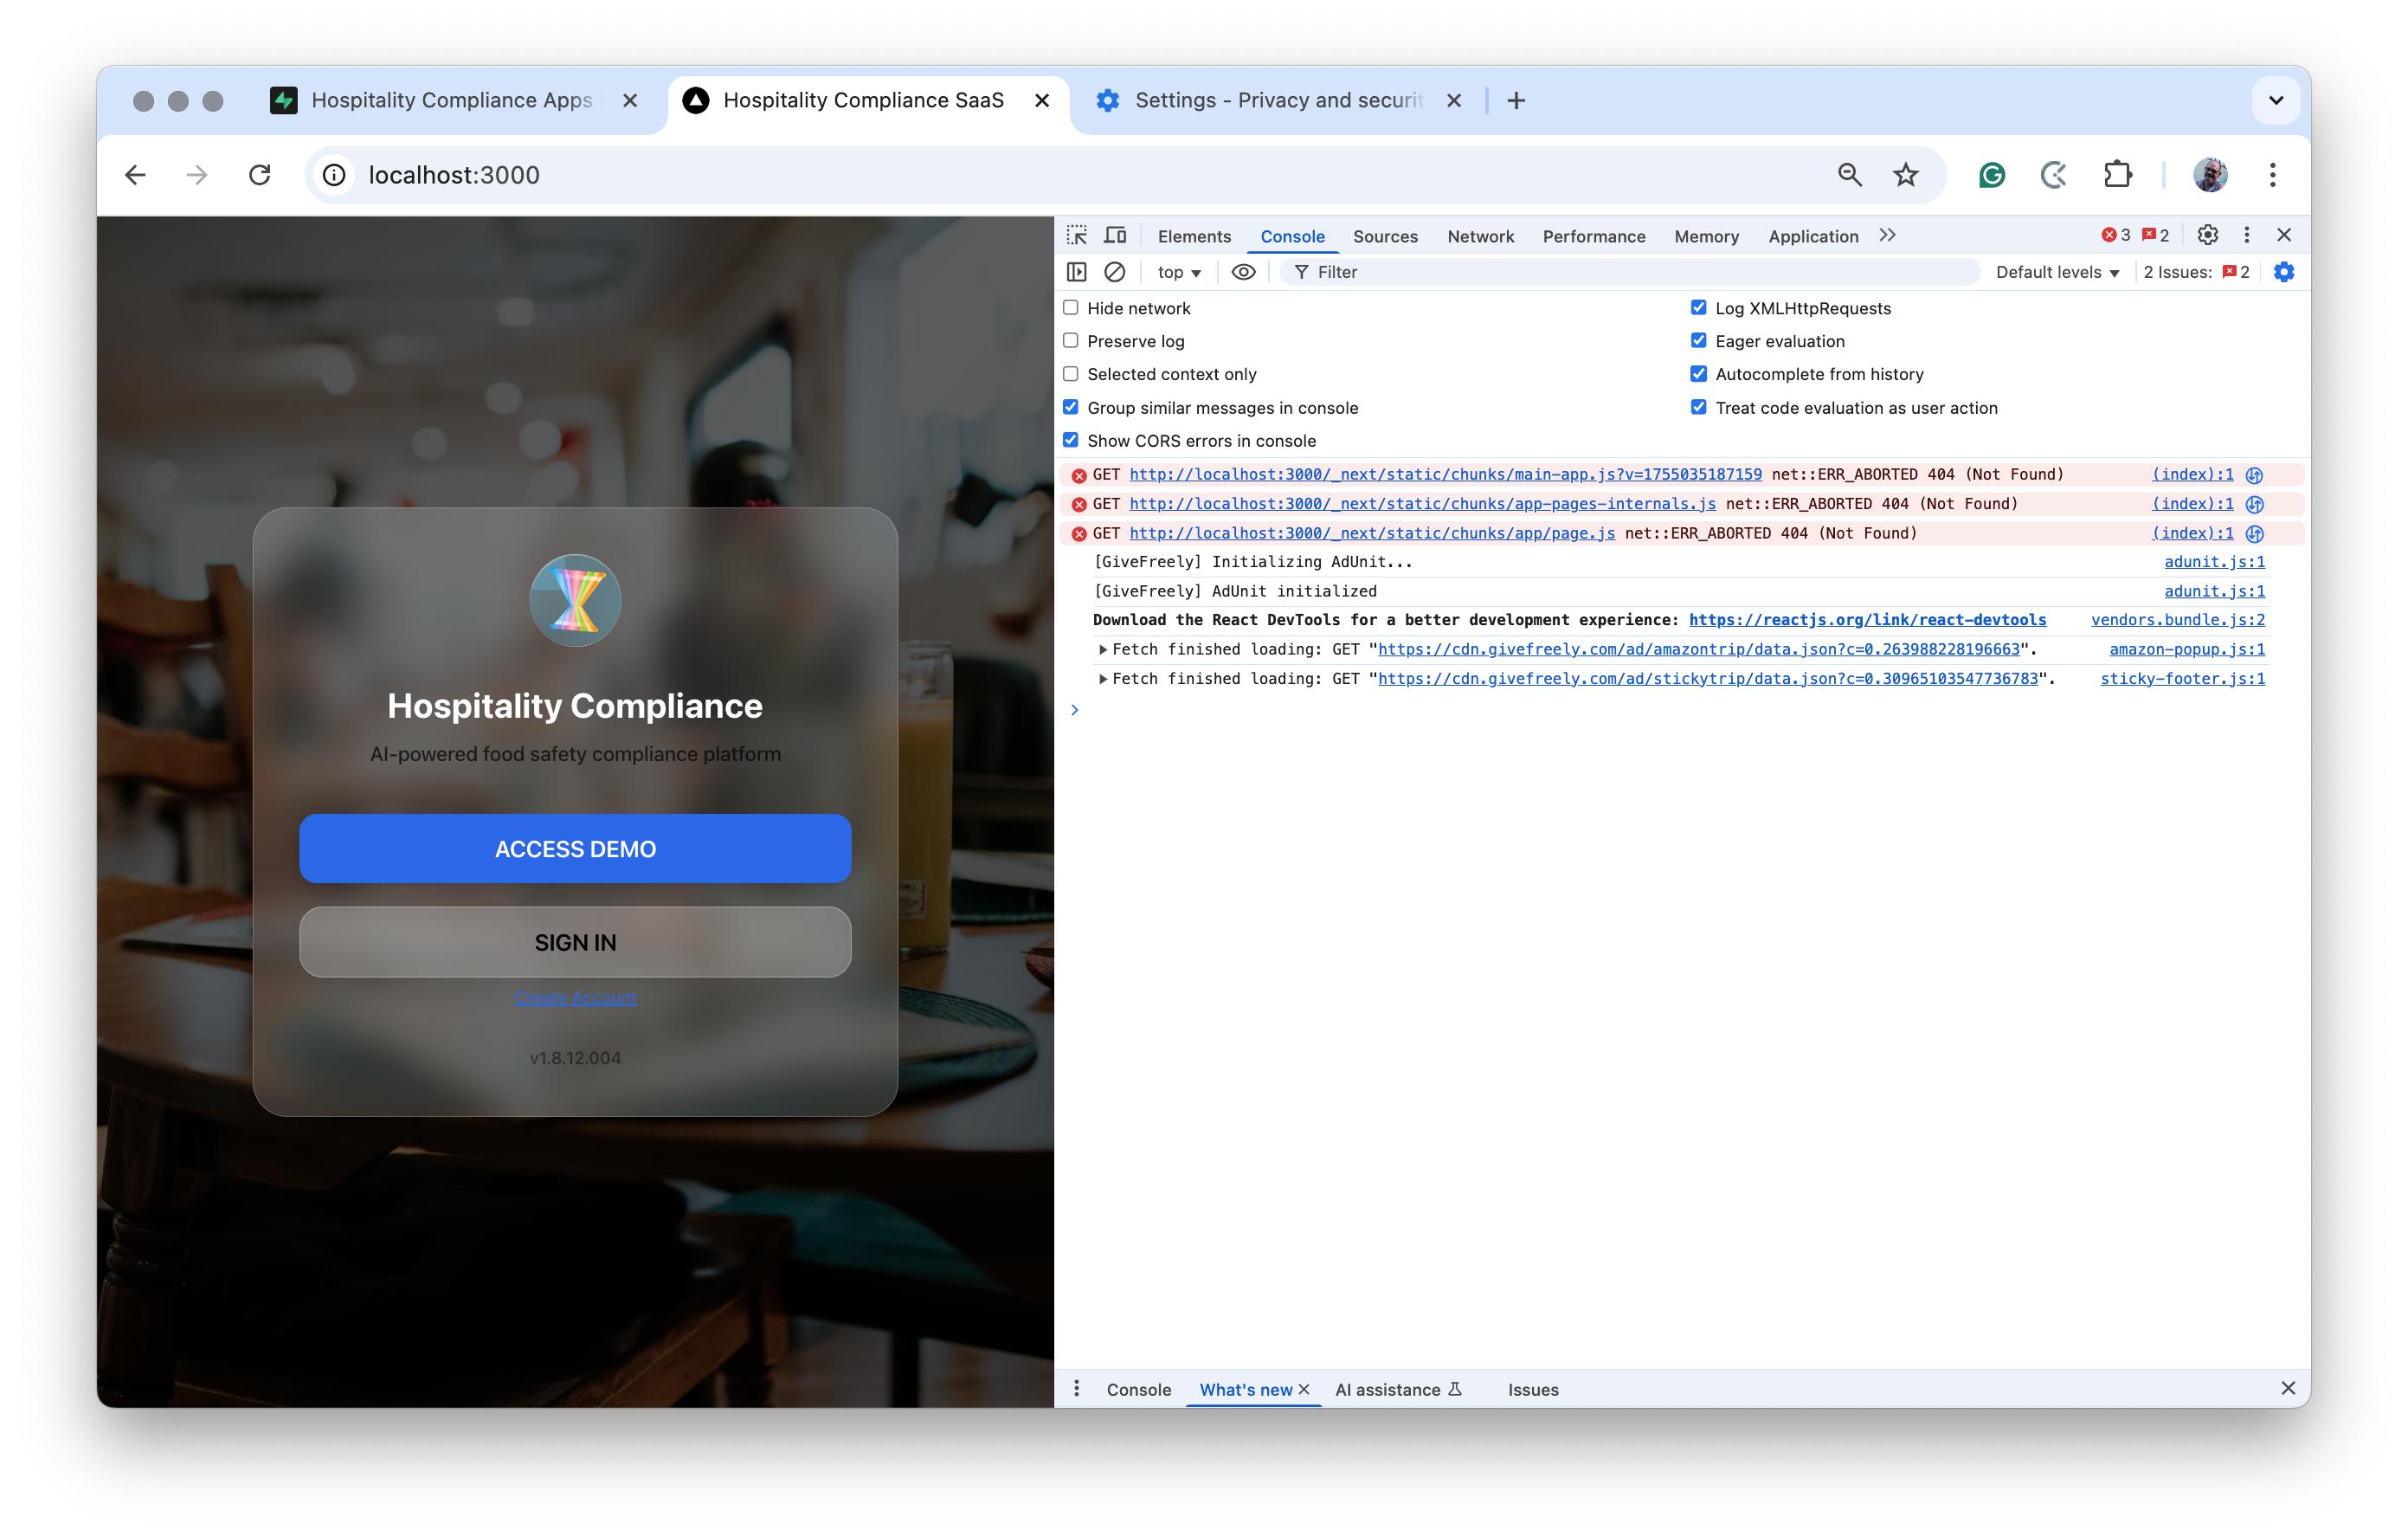 Hospitality Compliance Apps
Hospitality Compliance SaaS
Settings - Privacy and securit
localhost:3000
Elements Console Sources Network Performance Memory Application 3 2
top Filter Default levels 2 Issues: 2
Hide network Log XMLHttpRequests
Preserve log Eager evaluation
Selected context only Autocomplete from history
Group similar messages in console Treat code evaluation as user action
Show CORS errors in console
GET http://localhost:3000/_next/static/chunks/main-app.js?v=1755035187159 net::ERR_ABORTED 404 (Not Found) (index):1
GET http://localhost:3000/_next/static/chunks/app-pages-internals.js net::ERR_ABORTED 404 (Not Found) (index):1
GET http://localhost:3000/_next/static/chunks/app/page.js net::ERR_ABORTED 404 (Not Found) (index):1
[GiveFreely] Initializing AdUnit... adunit.js:1
[GiveFreely] AdUnit initialized adunit.js:1
Download the React DevTools for a better development experience: https://reactjs.org/link/react-devtools vendors.bundle.js:2
Fetch finished loading: GET "https://cdn.givefreely.com/ad/amazontrip/data.json?c=0.263988228196663". amazon-popup.js:1
Fetch finished loading: GET "https://cdn.givefreely.com/ad/stickytrip/data.json?c=0.30965103547736783". sticky-footer.js:1
Hospitality Compliance
AI-powered food safety compliance platform
ACCESS DEMO
SIGN IN
Create Account
v1.8.12.004
Console What's new AI assistance Issues